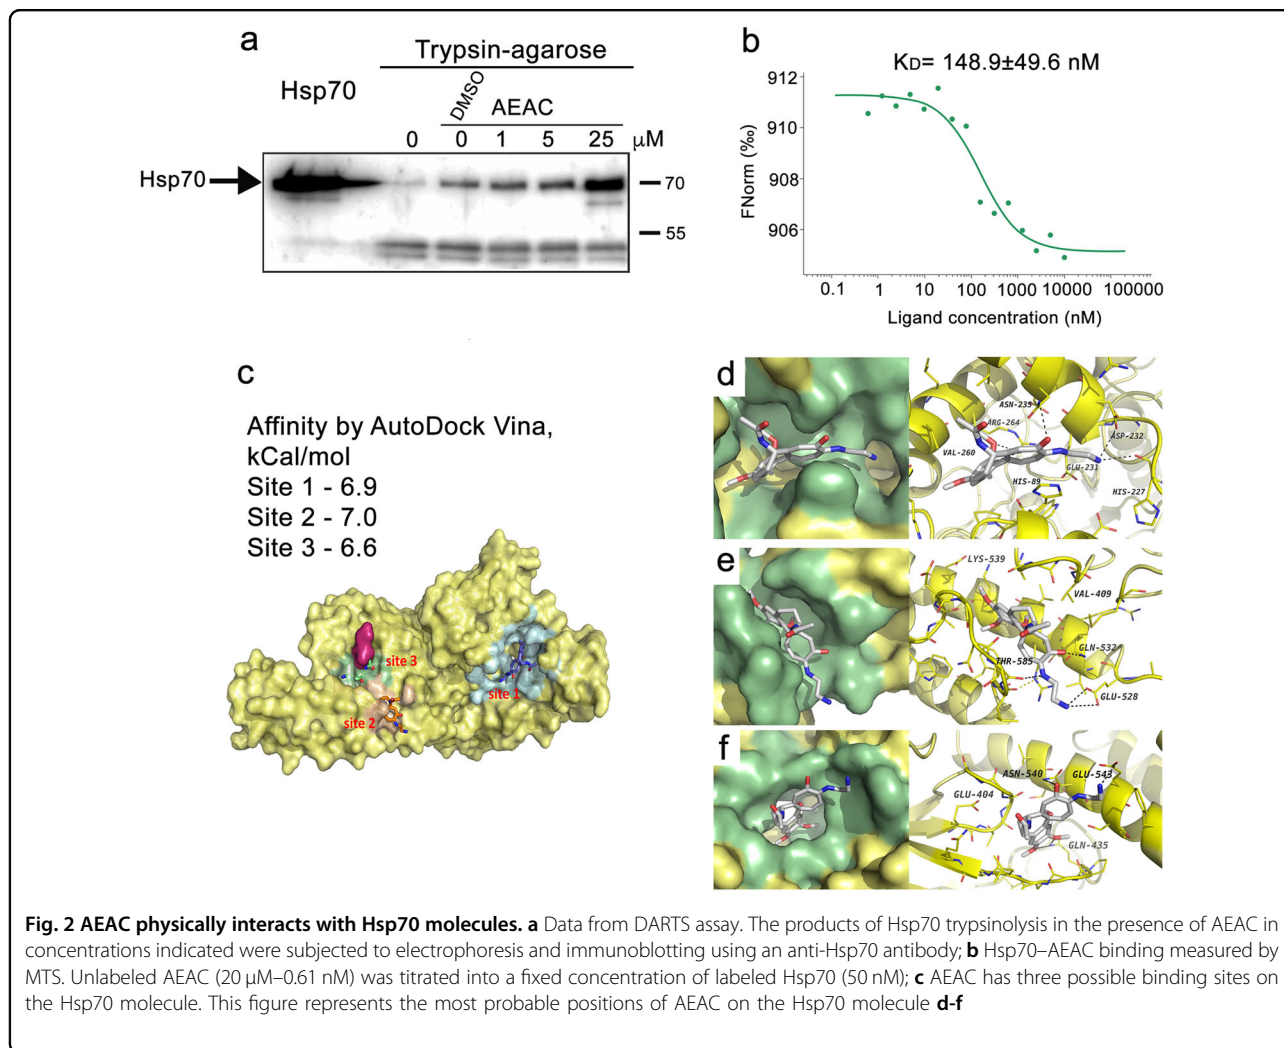 a
Trypsin-agarose
Hsp70
DMSO
AEAC
0 0 1 5 25 μM
Hsp70
70
55
b
KD= 148.9±49.6 nM
912
910
908
906
FNorm (‰)
0.1 1 10 100 1000 10000 100000
Ligand concentration (nM)
c
Affinity by AutoDock Vina,
kCal/mol
Site 1 - 6.9
Site 2 - 7.0
Site 3 - 6.6
site 3
site 1
site 2
d
ASN-235
ARG-264
ASP-232
VAL-260
GLU-231
HIS-89
HIS-227
e
LYS-539
VAL-409
GLN-532
THR-585
GLU-528
f
ASN-540
GLU-543
GLU-404
GLN-435
Fig. 2 AEAC physically interacts with Hsp70 molecules. a Data from DARTS assay. The products of Hsp70 trypsinolysis in the presence of AEAC in
concentrations indicated were subjected to electrophoresis and immunoblotting using an anti-Hsp70 antibody; b Hsp70–AEAC binding measured by
MTS. Unlabeled AEAC (20 μM–0.61 nM) was titrated into a fixed concentration of labeled Hsp70 (50 nM); c AEAC has three possible binding sites on
the Hsp70 molecule. This figure represents the most probable positions of AEAC on the Hsp70 molecule d-f